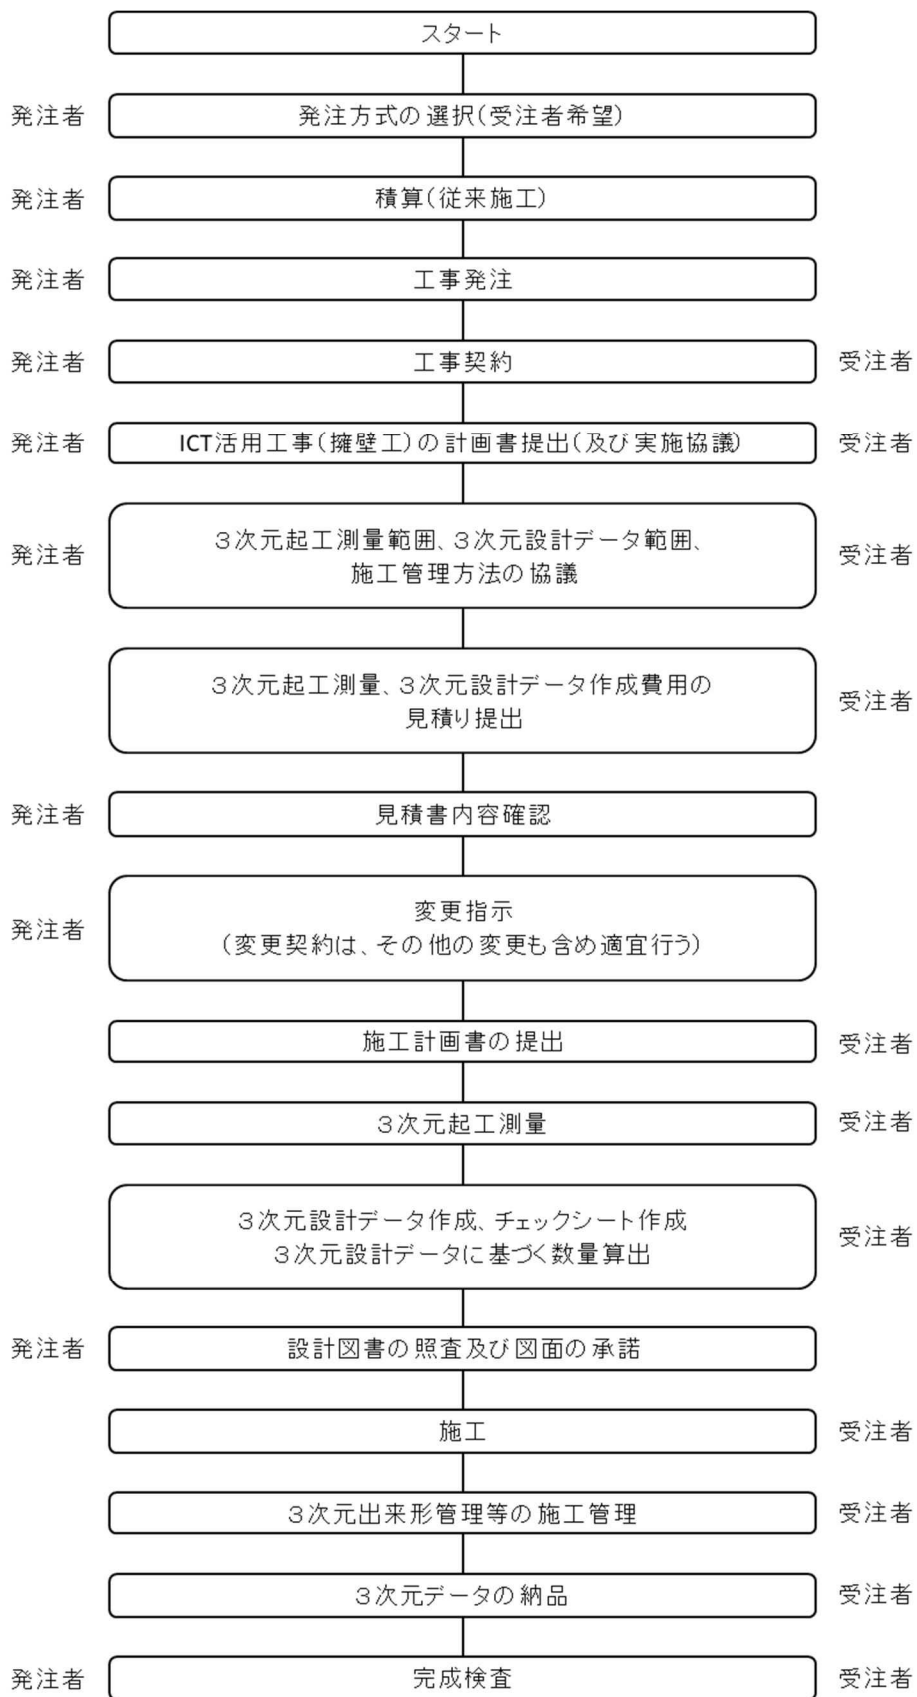 スタート
発注者 発注方式の選択(受注者希望)
発注者 積算(従来施工)
発注者 工事発注
発注者 工事契約 受注者
発注者 ICT活用工事(擁壁工)の計画書提出(及び実施協議) 受注者
発注者 3次元起工測量範囲、3次元設計データ範囲、 受注者
施工管理方法の協議
3次元起工測量、3次元設計データ作成費用の 受注者
見積り提出
発注者 見積書内容確認
発注者 変更指示
(変更契約は、その他の変更も含め適宜行う)
施工計画書の提出 受注者
3次元起工測量 受注者
3次元設計データ作成、チェックシート作成 受注者
3次元設計データに基づく数量算出
発注者 設計図書の照査及び図面の承諾
施工 受注者
3次元出来形管理等の施工管理 受注者
3次元データの納品 受注者
発注者 完成検査 受注者